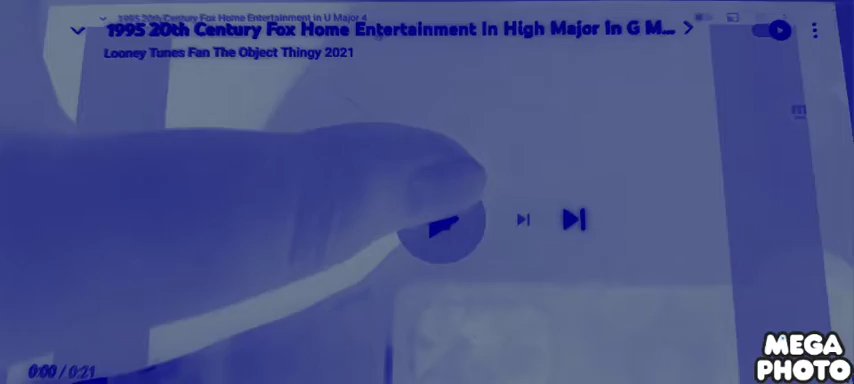 1995 20th Century Fox Home Entertainment In U Major 4
1995 20th Century Fox Home Entertainment In High Major In G M...
Looney Tunes Fan The Object Thingy 2021
0:00 / 0:21
MEGA
PHOTO